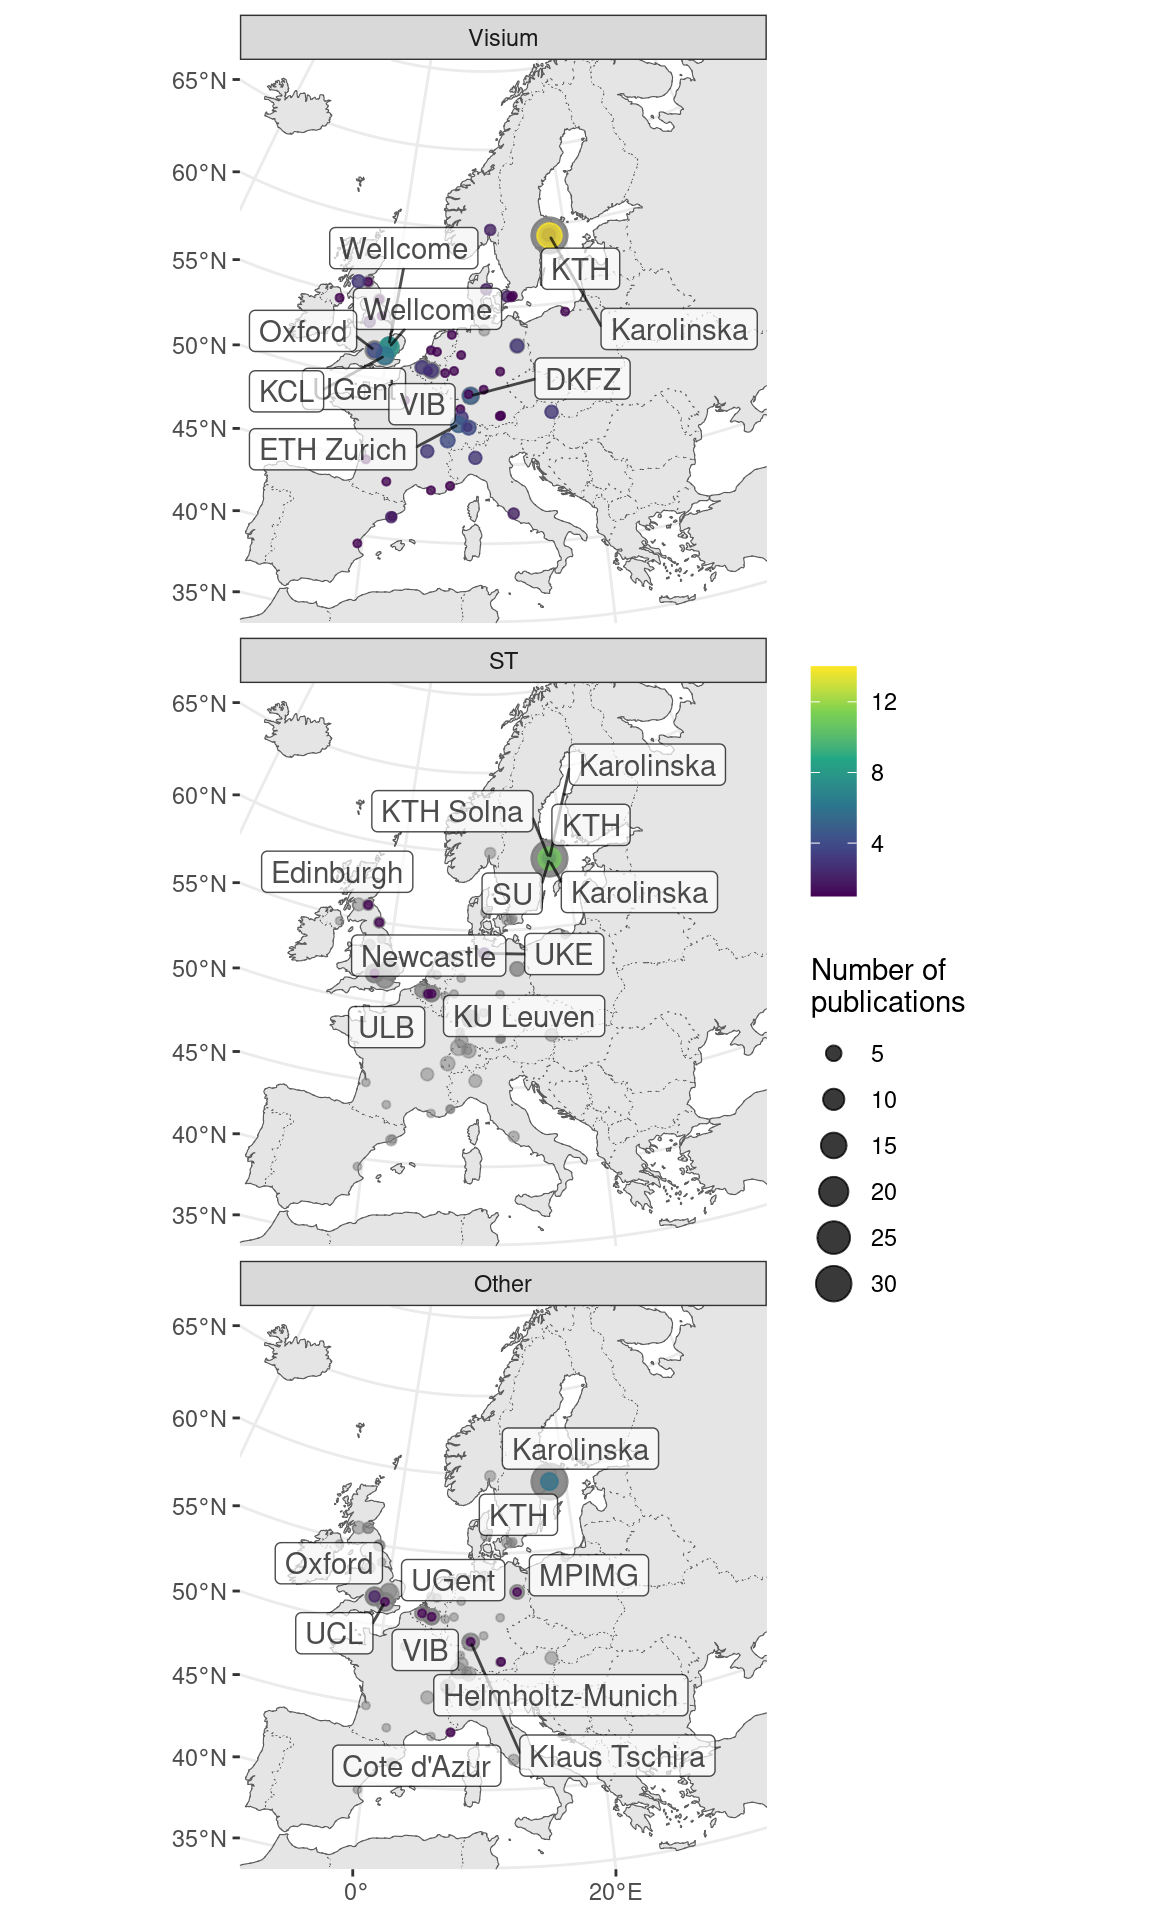 Visium
65°N
60°N
55°N
50°N
45°N
40°N
35°N
Wellcome
KTH
Wellcome
Oxford
Karolinska
KCL
UGent
VIB
DKFZ
ETH Zurich
ST
65°N
60°N
55°N
50°N
45°N
40°N
35°N
Karolinska
KTH Solna
KTH
Edinburgh
SU
Karolinska
Newcastle
UKE
ULB
KU Leuven
12
8
4
Number of
publications
5
10
15
20
25
30
Other
65°N
60°N
55°N
50°N
45°N
40°N
35°N
Karolinska
KTH
Oxford
UGent
MPIMG
UCL
VIB
Helmholtz-Munich
Klaus Tschira
Cote d'Azur
0°
20°E